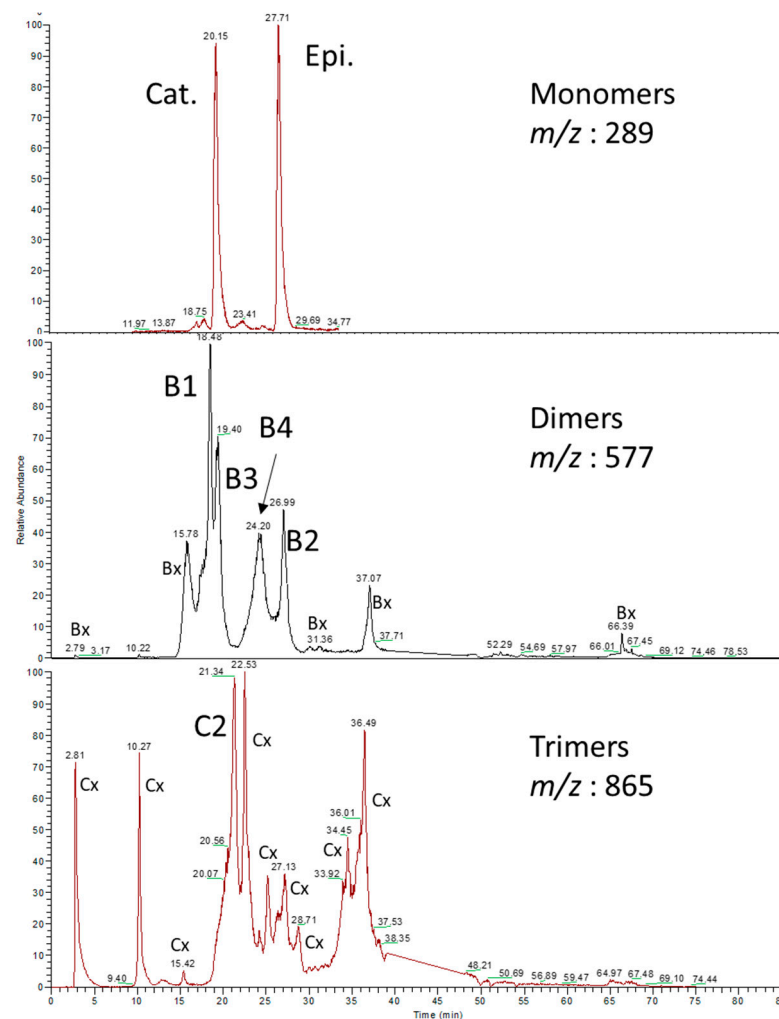 27.71
100
20.15
Epi.
90
Cat.
Monomers
80
m/z : 289
70
60
50
40
30
20
10
18.75
23.41
11.97 13.87
29.69 34.77
0
18.48
100
B1
90
Dimers
80
B4
m/z : 577
19.40
70
60
B3
26.99
50
24.20
15.78
40
B2
37.07
30
Bx
Bx
20
Bx
Bx
Bx
66.39
10
31.36
37.71
2.79 3.17
10.22
52.29
54.69 57.97
66.01
67.45
69.12 74.46 78.53
0
Relative Abundance
22.53
21.34
100
C2
36.49
90
10.27
Cx
Trimers
2.81
80
m/z : 865
70
Cx
Cx
Cx
60
36.01
50
20.56
34.45
Cx
Cx
40
20.07
27.13
33.92
30
Cx
28.71
20
Cx
37.53
Cx
38.35
10
15.42
9.40
48.21
50.69 56.89 59.47
64.97
67.48
69.10 74.44
0
0 5 10 15 20 25 30 35 40 45 50 55 60 65 70 75 80
Time (min)